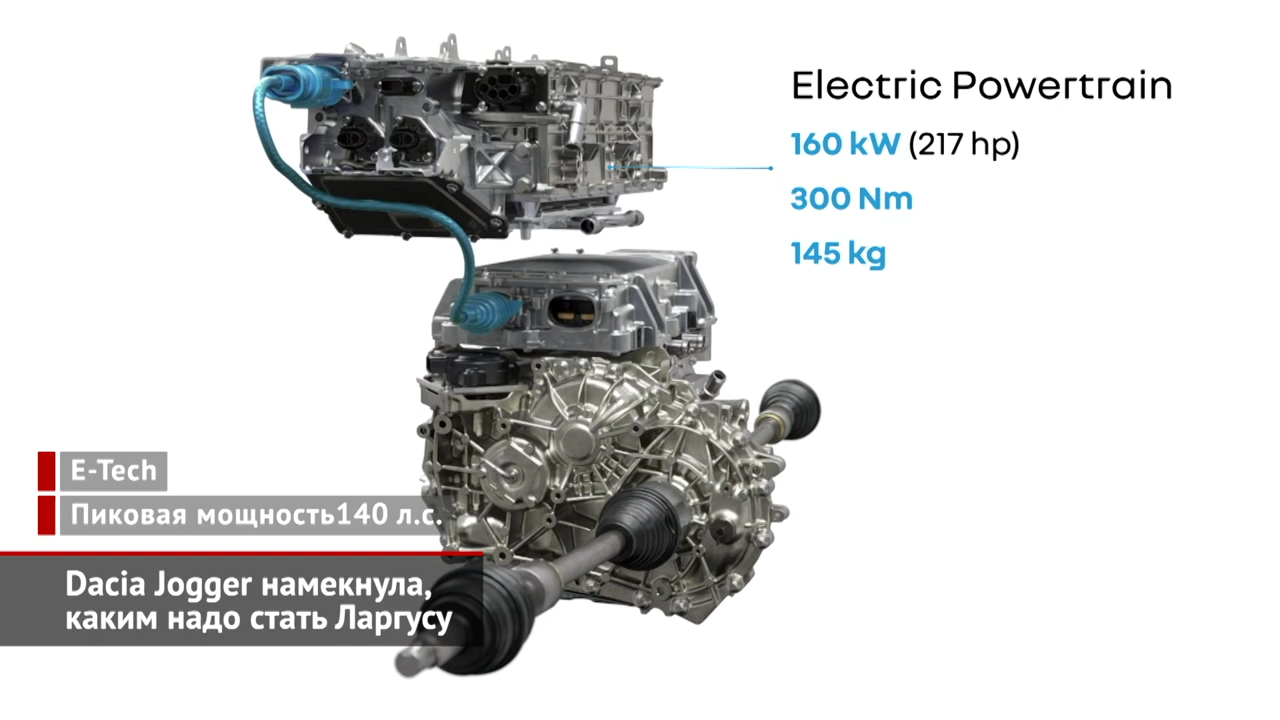 Electric Powertrain
160 kW (217 hp)
300 Nm
145 kg
E-Tech
Пиковая мощность140 л.с.
Dacia Jogger намекнула,
каким надо стать Ларгусу